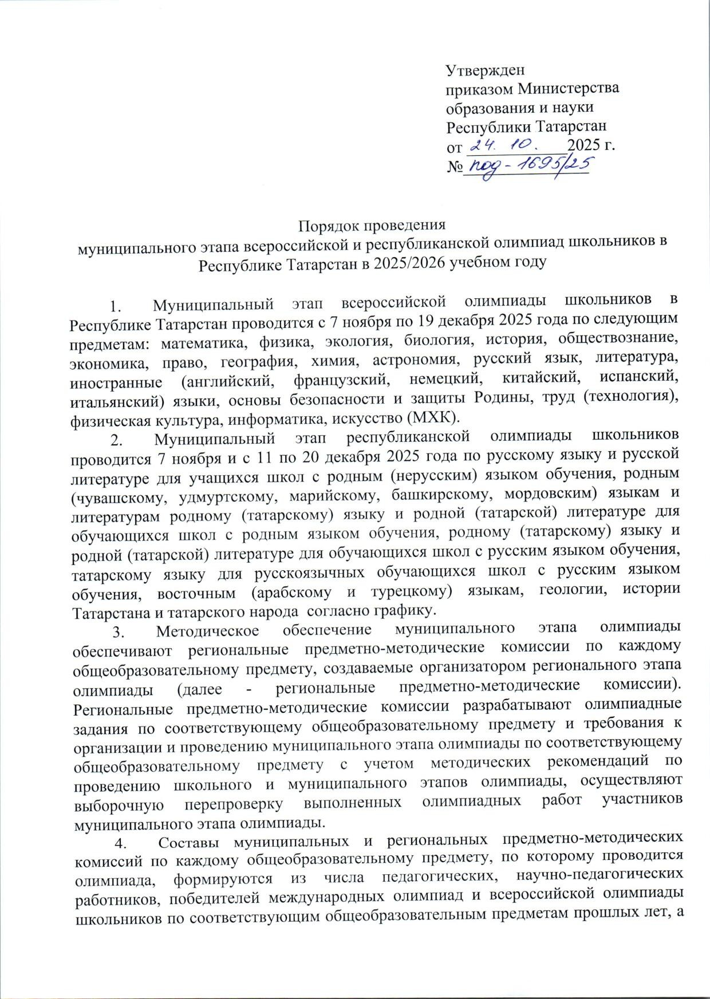 Утвержден
приказом Министерства
образования и науки
Республики Татарстан
от 24. 10. 2025 г.
№ под - 1695/25
Порядок проведения
муниципального этапа всероссийской и республиканской олимпиад школьников в
Республике Татарстан в 2025/2026 учебном году
1. Муниципальный этап всероссийской олимпиады школьников в
Республике Татарстан проводится с 7 ноября по 19 декабря 2025 года по следующим
предметам: математика, физика, экология, биология, история, обществознание,
экономика, право, география, химия, астрономия, русский язык, литература,
иностранные (английский, французский, немецкий, китайский, испанский,
итальянский) языки, основы безопасности и защиты Родины, труд (технология),
физическая культура, информатика, искусство (МХК).
2. Муниципальный этап республиканской олимпиады школьников
проводится 7 ноября и с 11 по 20 декабря 2025 года по русскому языку и русской
литературе для учащихся школ с родным (нерусским) языком обучения, родным
(чувашскому, удмуртскому, марийскому, башкирскому, мордовским) языкам и
литературам родному (татарскому) языку и родной (татарской) литературе для
обучающихся школ с родным языком обучения, родному (татарскому) языку и
родной (татарской) литературе для обучающихся школ с русским языком обучения,
татарскому языку для русскоязычных обучающихся школ с русским языком
обучения, восточным (арабскому и турецкому) языкам, геологии, истории
Татарстана и татарского народа согласно графику.
3. Методическое обеспечение муниципального этапа олимпиады
обеспечивают региональные предметно-методические комиссии по каждому
общеобразовательному предмету, создаваемые организатором регионального этапа
олимпиады (далее - региональные предметно-методические комиссии).
Региональные предметно-методические комиссии разрабатывают олимпиадные
задания по соответствующему общеобразовательному предмету и требования к
организации и проведению муниципального этапа олимпиады по соответствующему
общеобразовательному предмету с учетом методических рекомендаций по
проведению школьного и муниципального этапов олимпиады, осуществляют
выборочную перепроверку выполненных олимпиадных работ участников
муниципального этапа олимпиады.
4. Составы муниципальных и региональных предметно-методических
комиссий по каждому общеобразовательному предмету, по которому проводится
олимпиада, формируются из числа педагогических, научно-педагогических
работников, победителей международных олимпиад и всероссийской олимпиады
школьников по соответствующим общеобразовательным предметам прошлых лет, а